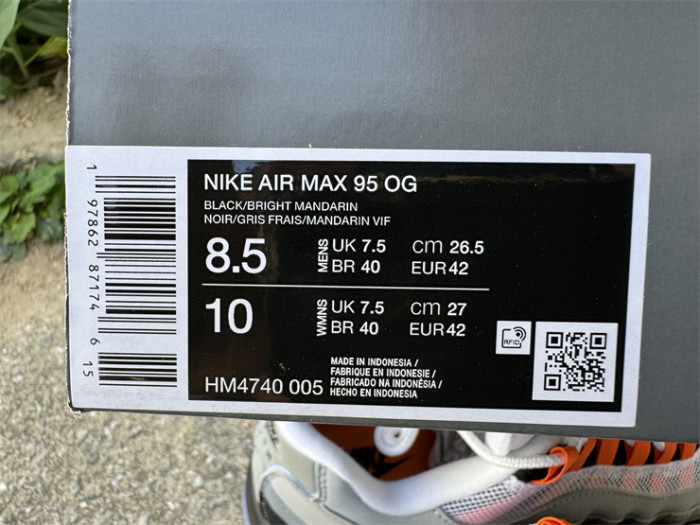 NIKE AIR MAX 95 OG
BLACK/BRIGHT MANDARIN
NOIR/GRIS FRAIS/MANDARIN VIF
8.5 MENS UK 7.5 cm 26.5
BR 40 EUR 42
10 WMNS UK 7.5 cm 27
BR 40 EUR 42
RFID
MADE IN INDONESIA /
FABRIQUE EN INDONESIE /
FABRICADO NA INDONÉSIA /
HECHO EN INDONESIA
HM4740 005
1 97862 87174 6 15